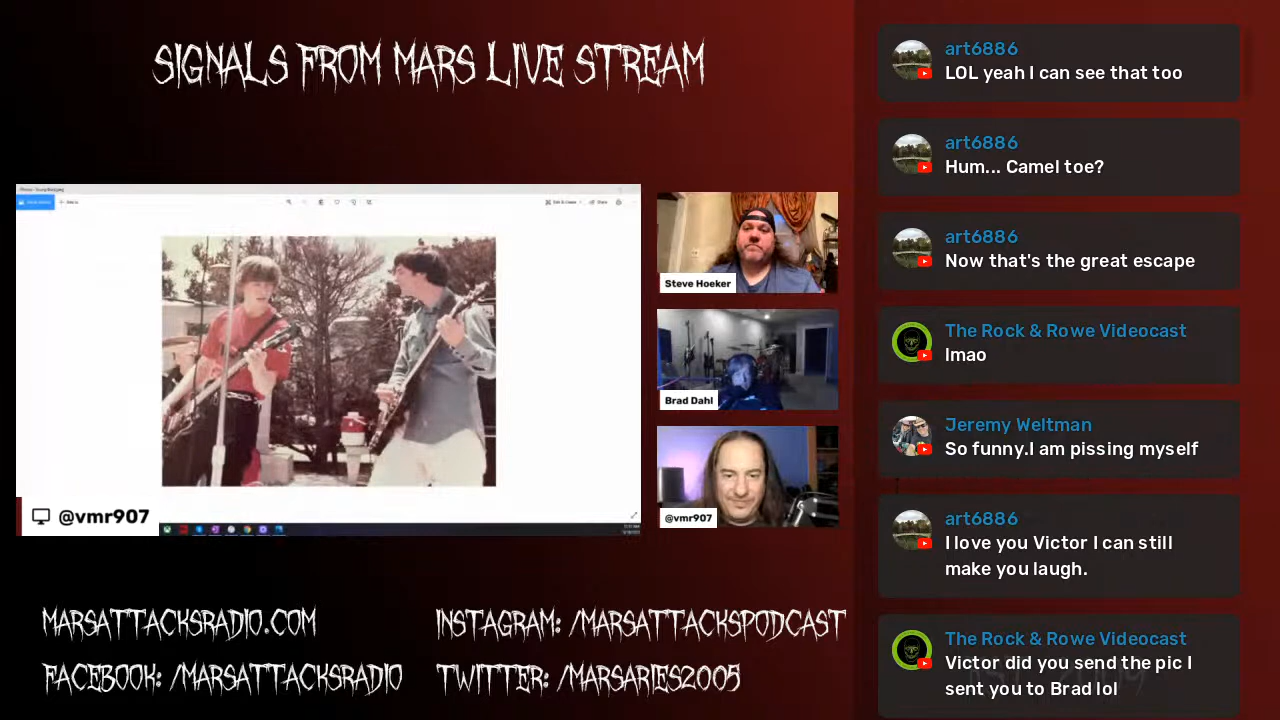 SIGNALS FROM MARS LIVE STREAM
@vmr907
Steve Hoeker
Brad Dahl
@vmr907
MARSATTACKSRADIO.COM
INSTAGRAM: /MARSATTACKSPODCAST
FACEBOOK: /MARSATTACKSRADIO
TWITTER: /MARSARIES2005
art6886
LOL yeah I can see that too
art6886
Hum... Camel toe?
art6886
Now that's the great escape
The Rock & Rowe Videocast
lmao
Jeremy Weltman
So funny.I am pissing myself
art6886
I love you Victor I can still
make you laugh.
The Rock & Rowe Videocast
Victor did you send the pic I
sent you to Brad lol